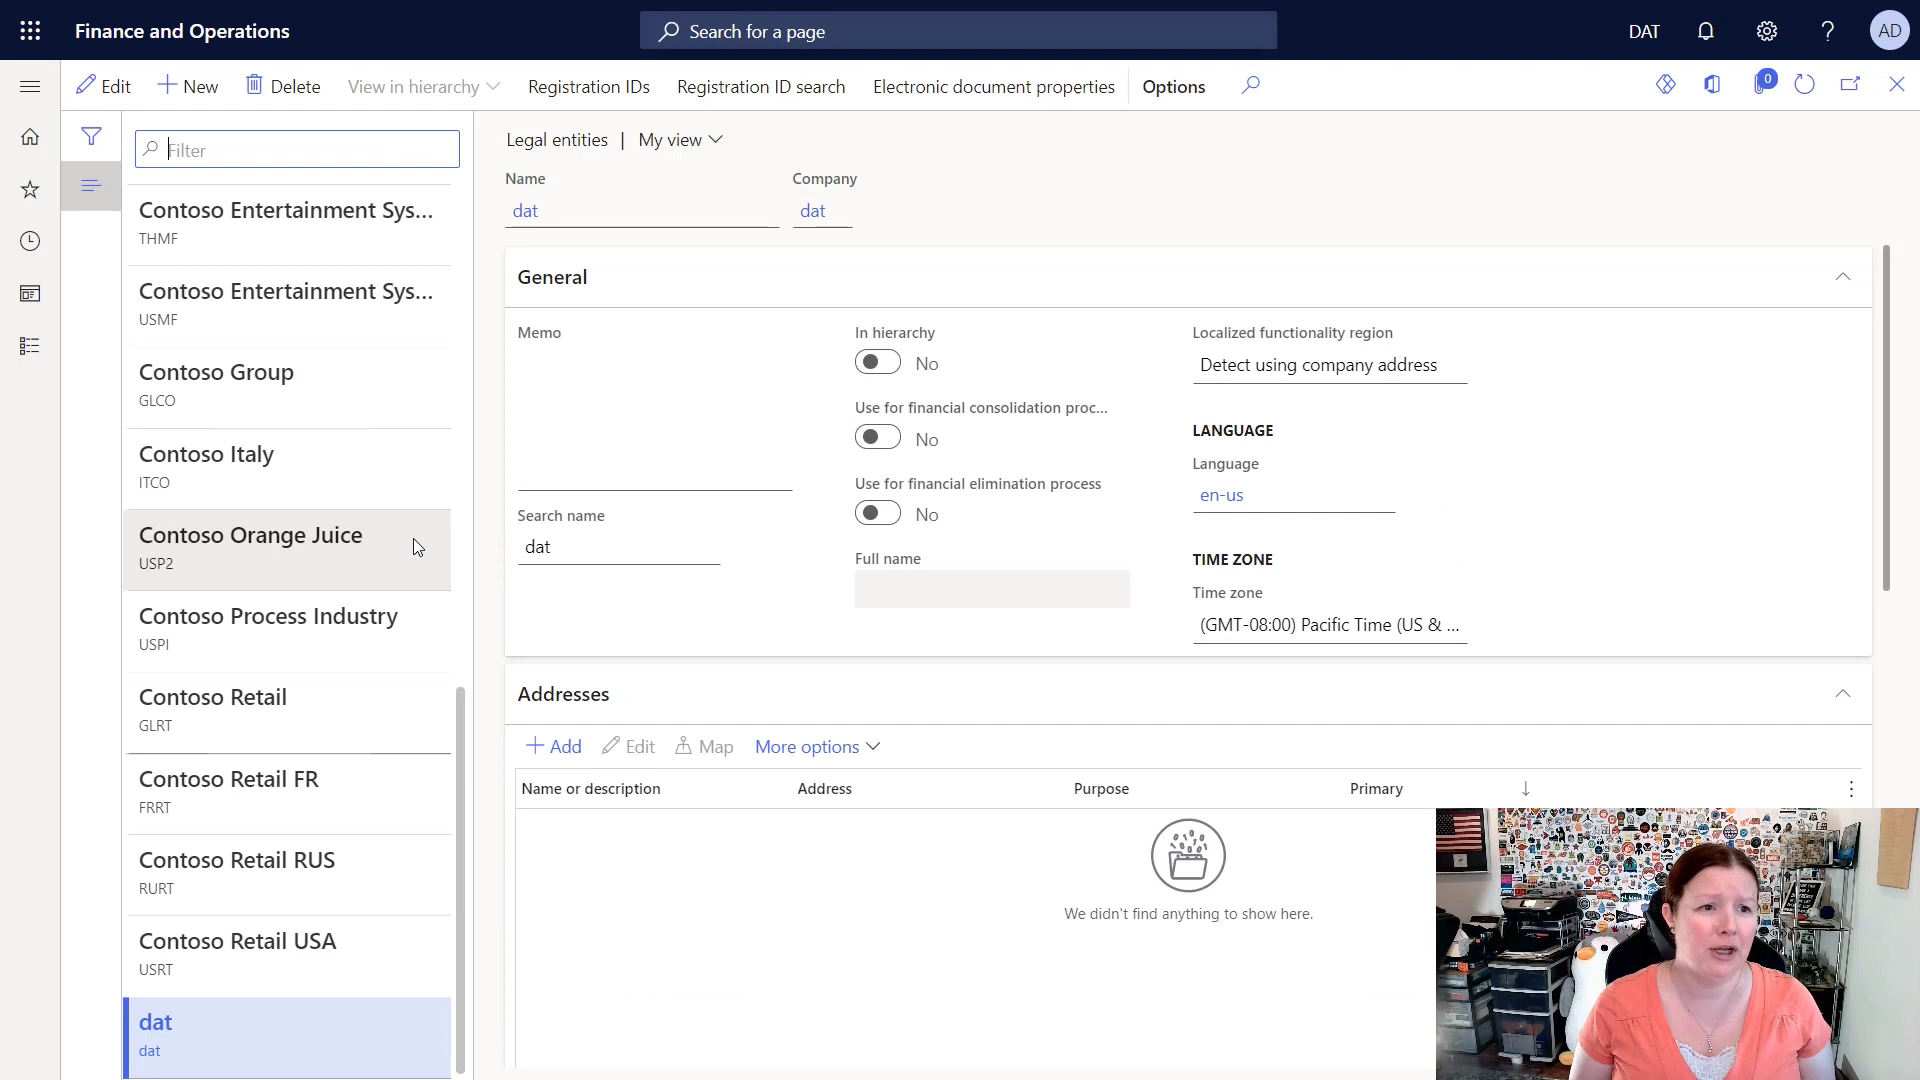 Finance and Operations
Search for a page
DAT
AD
Edit
New
Delete
View in hierarchy
Registration IDs
Registration ID search
Electronic document properties
Options
0
Filter
Contoso Entertainment Sys...
THMF
Contoso Entertainment Sys...
USMF
Contoso Group
GLCO
Contoso Italy
ITCO
Contoso Orange Juice
USP2
Contoso Process Industry
USPI
Contoso Retail
GLRT
Contoso Retail FR
FRRT
Contoso Retail RUS
RURT
Contoso Retail USA
USRT
dat
dat
Legal entities | My view
Name
Company
dat
dat
General
Memo
Search name
dat
In hierarchy
No
Use for financial consolidation proc...
No
Use for financial elimination process
No
Full name
Localized functionality region
Detect using company address
LANGUAGE
Language
en-us
TIME ZONE
Time zone
(GMT-08:00) Pacific Time (US & ...
Addresses
Add
Edit
Map
More options
Name or description
Address
Purpose
Primary
We didn't find anything to show here.